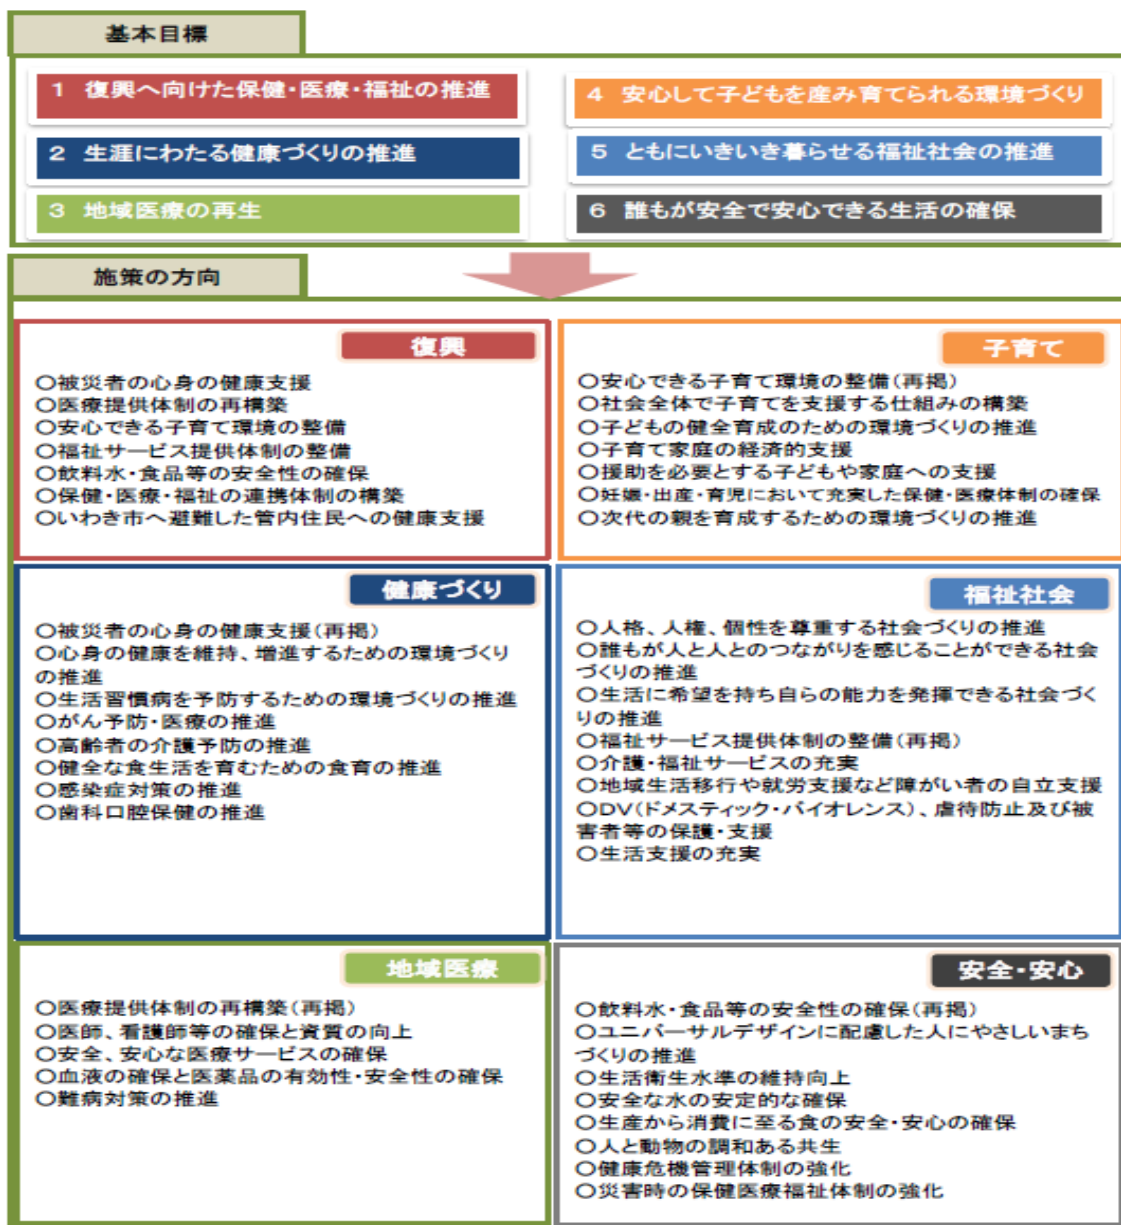 基本目標
1 復興へ向けた保健・医療・福祉の推進
2 生涯にわたる健康づくりの推進
3 地域医療の再生
4 安心して子どもを産み育てられる環境づくり
5 ともにいきいき暮らせる福祉社会の推進
6 誰もが安全で安心できる生活の確保
施策の方向
復興
○被災者の心身の健康支援
○医療提供体制の再構築
○安心できる子育て環境の整備
○福祉サービス提供体制の整備
○飲料水・食品等の安全性の確保
○保健・医療・福祉の連携体制の構築
○いわき市へ避難した管内住民への健康支援
子育て
○安心できる子育て環境の整備(再掲)
○社会全体で子育てを支援する仕組みの構築
○子どもの健全育成のための環境づくりの推進
○子育て家庭の経済的支援
○援助を必要とする子どもや家庭への支援
○妊娠・出産・育児において充実した保健・医療体制の確保
○次代の親を育成するための環境づくりの推進
健康づくり
○被災者の心身の健康支援(再掲)
○心身の健康を維持、増進するための環境づくり
の推進
○生活習慣病を予防するための環境づくりの推進
○がん予防・医療の推進
○高齢者の介護予防の推進
○健全な食生活を育むための食育の推進
○感染症対策の推進
○歯科口腔保健の推進
福祉社会
○人格、人権、個性を尊重する社会づくりの推進
○誰もが人と人とのつながりを感じることができる社会
づくりの推進
○生活に希望を持ち自らの能力を発揮できる社会づく
りの推進
○福祉サービス提供体制の整備(再掲)
○介護・福祉サービスの充実
○地域生活移行や就労支援など障がい者の自立支援
○DV(ドメスティック・バイオレンス)、虐待防止及び被
害者等の保護・支援
○生活支援の充実
地域医療
○医療提供体制の再構築(再掲)
○医師、看護師等の確保と資質の向上
○安全、安心な医療サービスの確保
○血液の確保と医薬品の有効性・安全性の確保
○難病対策の推進
安全・安心
○飲料水・食品等の安全性の確保(再掲)
○ユニバーサルデザインに配慮した人にやさしいまち
づくりの推進
○生活衛生水準の維持向上
○安全な水の安定的な確保
○生産から消費に至る食の安全・安心の確保
○人と動物の調和ある共生
○健康危機管理体制の強化
○災害時の保健医療福祉体制の強化